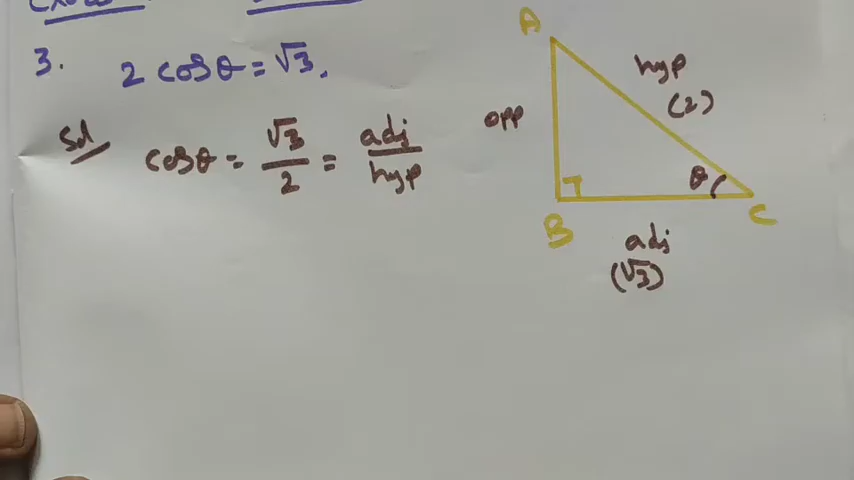 3. 2 cosθ = √3.
Sol
cosθ = √3/2 = adj/hyp
A
hyp
(2)
opp
θ
B
C
adj
(√3)